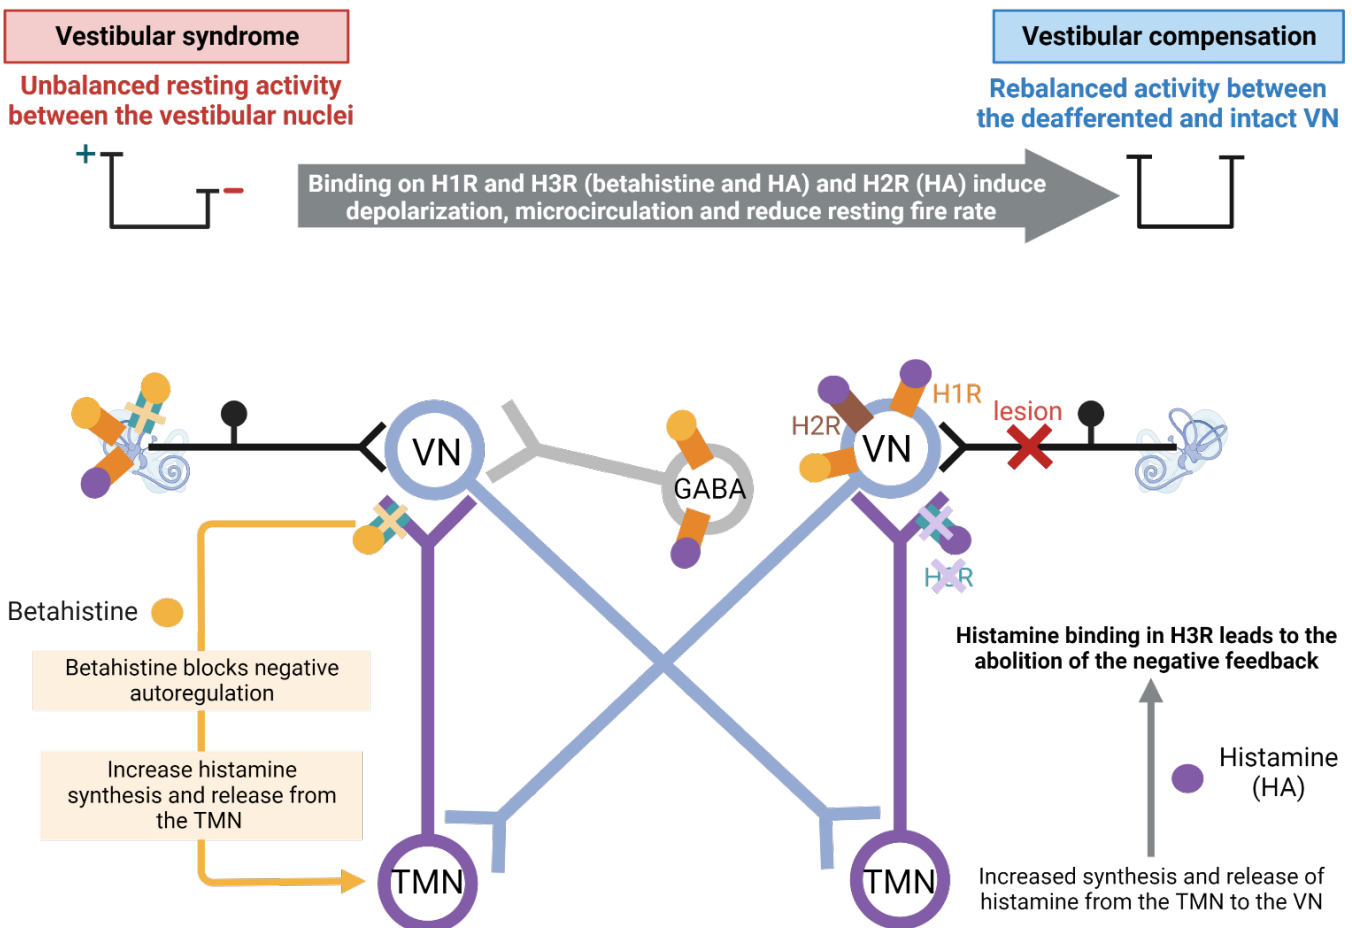 Vestibular syndrome
Unbalanced resting activity
between the vestibular nuclei
+
−
Binding on H1R and H3R (betahistine and HA) and H2R (HA) induce
depolarization, microcirculation and reduce resting fire rate
Vestibular compensation
Rebalanced activity between
the deafferented and intact VN
VN
GABA
H2R
H1R
VN
lesion
H3R
Betahistine
Betahistine blocks negative
autoregulation
Increase histamine
synthesis and release from
the TMN
TMN
TMN
Histamine binding in H3R leads to the
abolition of the negative feedback
Histamine
(HA)
Increased synthesis and release of
histamine from the TMN to the VN